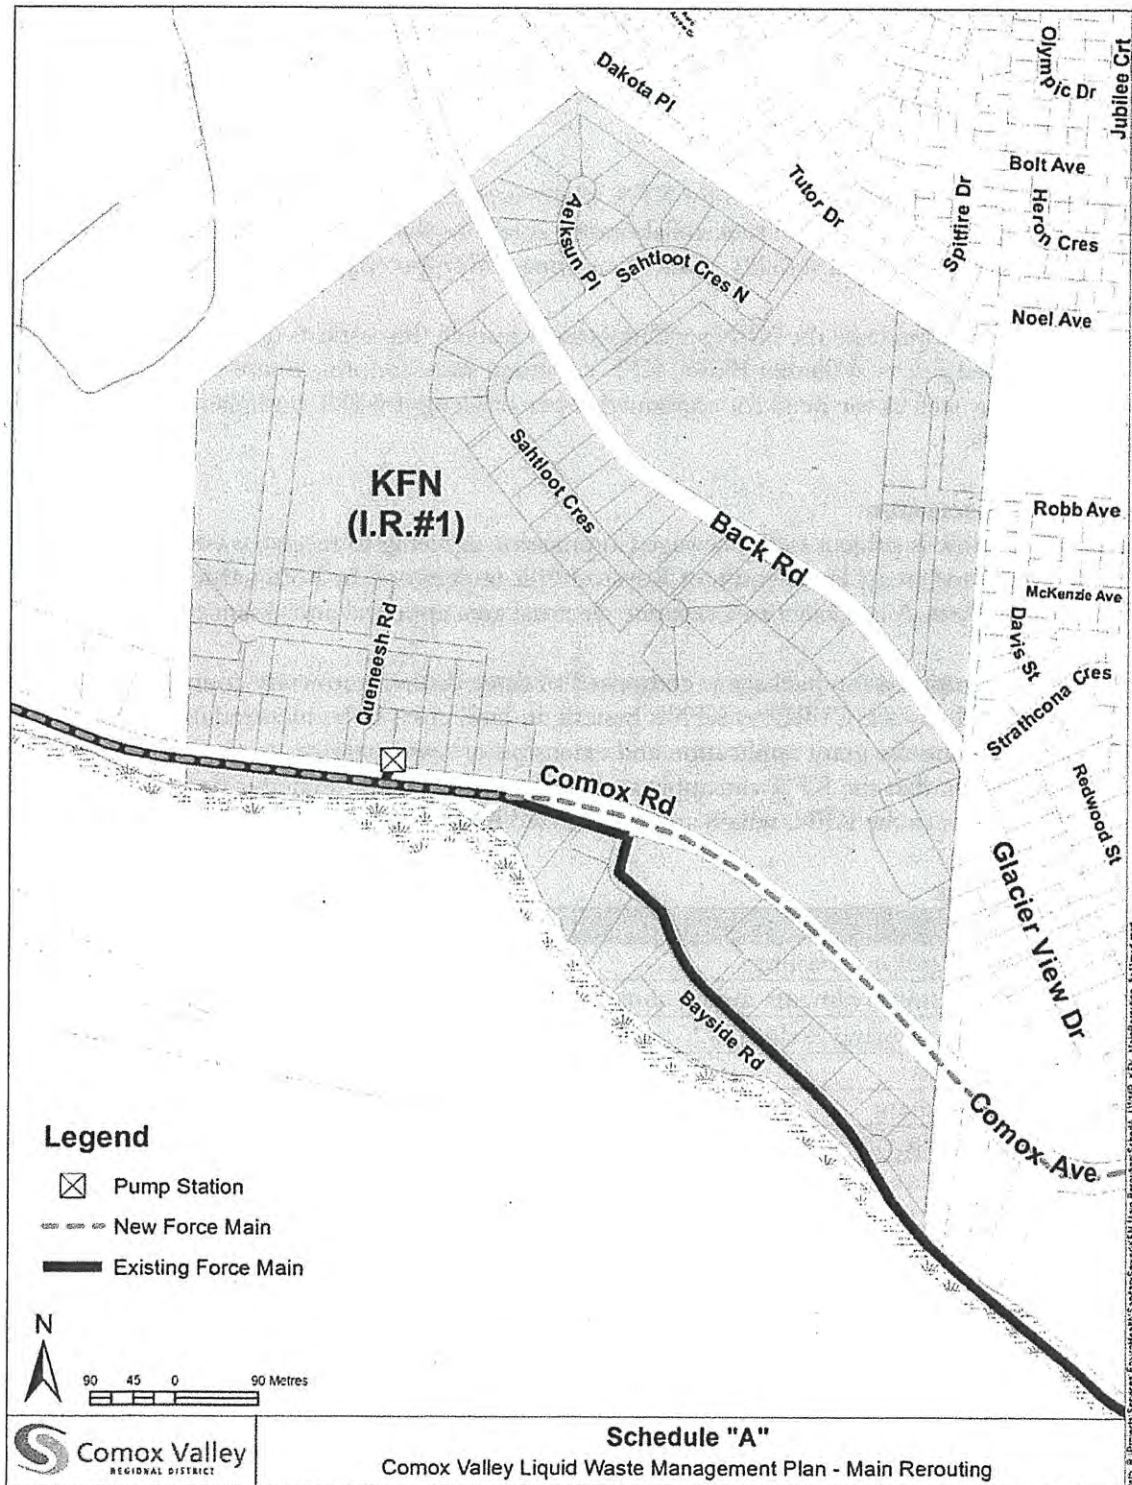 Dakota Pl
Olympic Dr
Jubilee Crt
Bolt Ave
Tutor Dr
Spitfire Dr
Heron Cres
Aelksun Pl
Sahtloot Cres N
Noel Ave
KFN
(I.R.#1)
Sahtloot Cres
Back Rd
Robb Ave
McKenzie Ave
Davis St
Strathcona Cres
Queneesh Rd
Comox Rd
Redwood St
Glacier View Dr
Bayside Rd
Comox Ave
Legend
Pump Station
New Force Main
Existing Force Main
N
90 45 0 90 Metres
Comox Valley
REGIONAL DISTRICT
Schedule "A"
Comox Valley Liquid Waste Management Plan - Main Rerouting